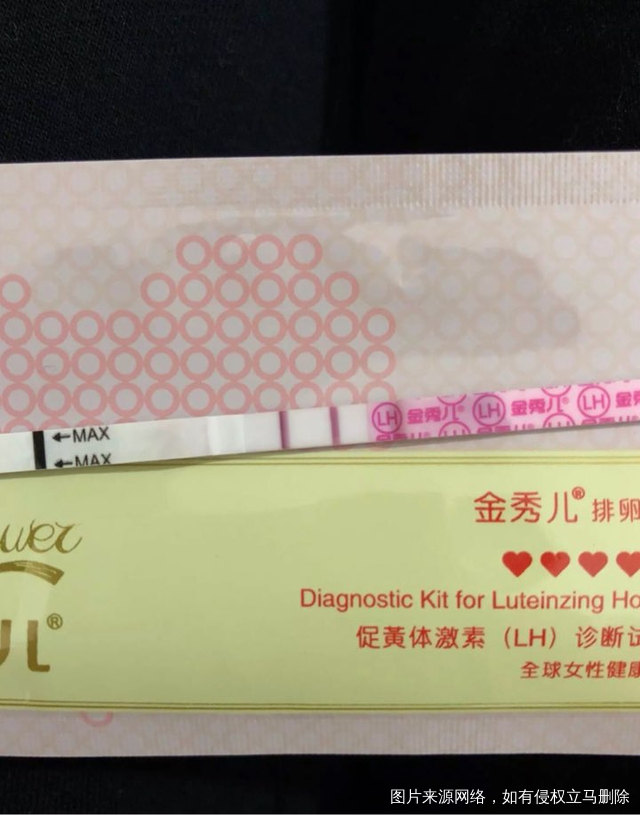 ←MAX
←MAX
LH 金秀儿® LH 金秀儿® LH 金秀
wer
金秀儿® 排卵
儿®
Diagnostic Kit for Luteinzing Ho
促黄体激素（LH）诊断试
全球女性健康
图片来源网络，如有侵权立马删除